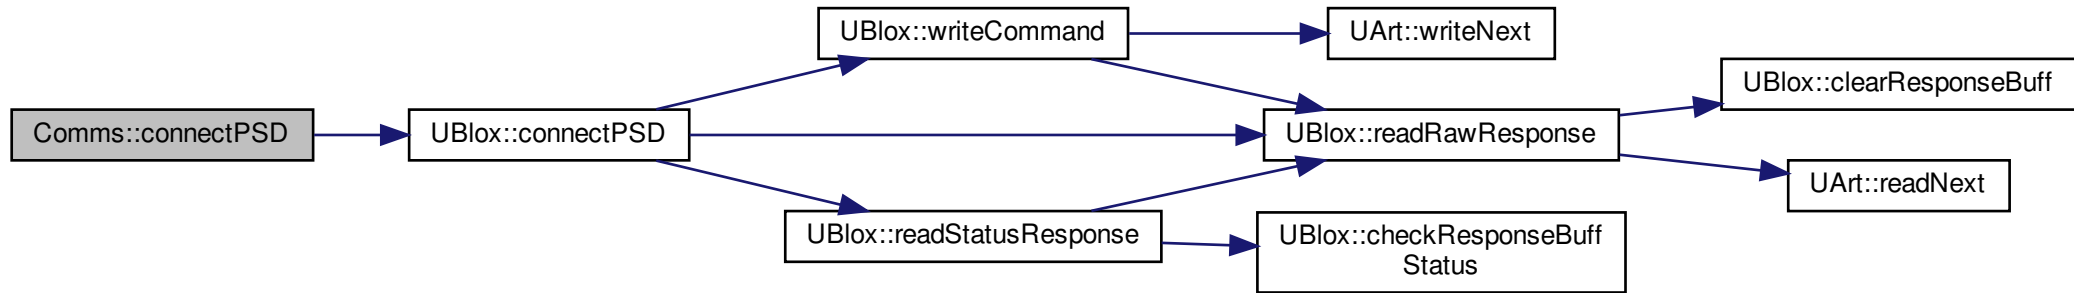 Comms::connectPSD
UBlox::connectPSD
UBlox::writeCommand
UBlox::readStatusResponse
UArt::writeNext
UBlox::readRawResponse
UBlox::checkResponseBuff
Status
UBlox::clearResponseBuff
UArt::readNext